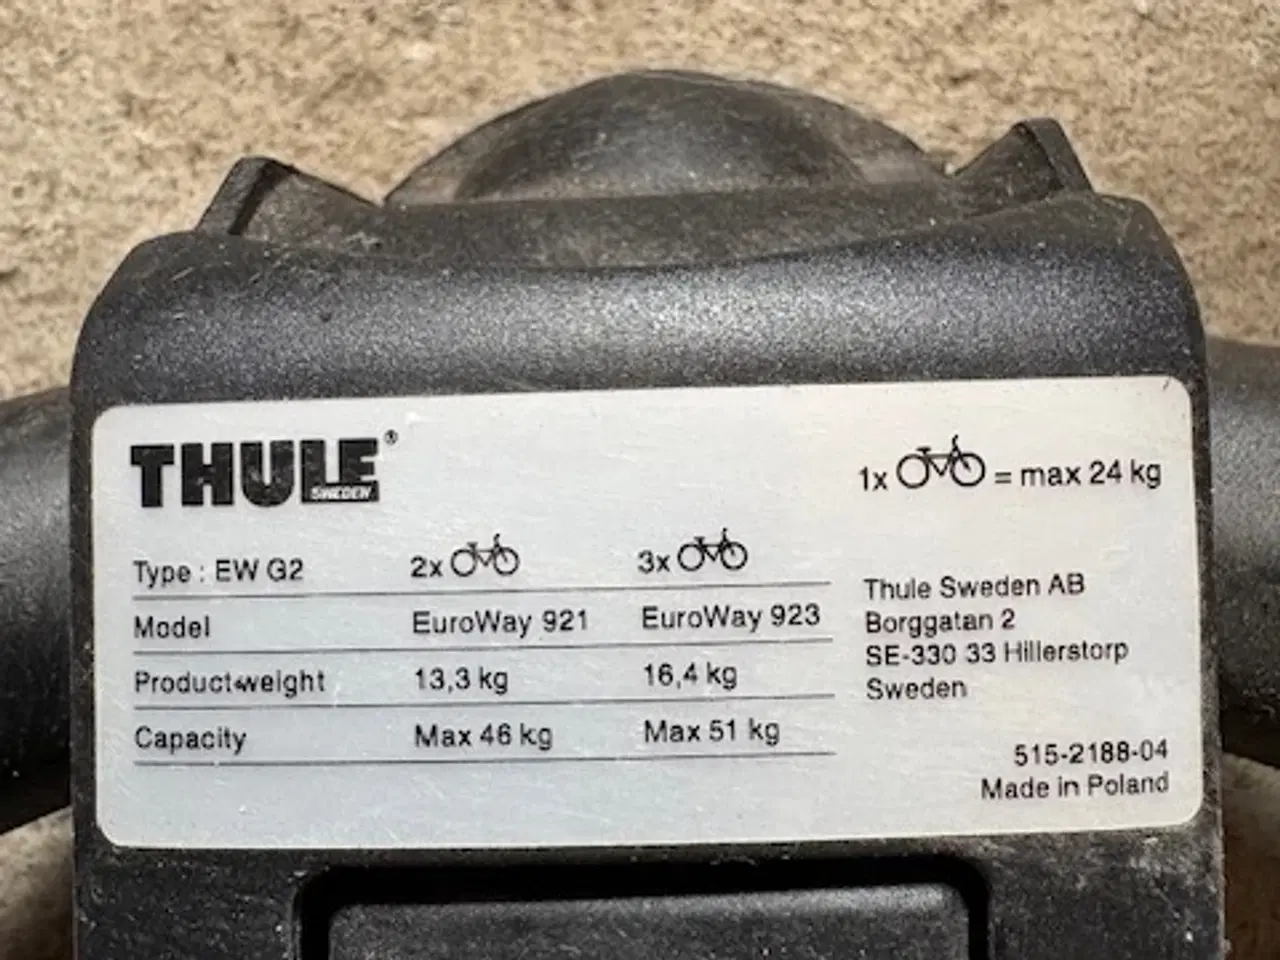 THULE®
SWEDEN
1x = max 24 kg
Type : EW G2 2x 3x
Model EuroWay 921 EuroWay 923
Productweight 13,3 kg 16,4 kg
Capacity Max 46 kg Max 51 kg
Thule Sweden AB
Borggatan 2
SE-330 33 Hillerstorp
Sweden
515-2188-04
Made in Poland